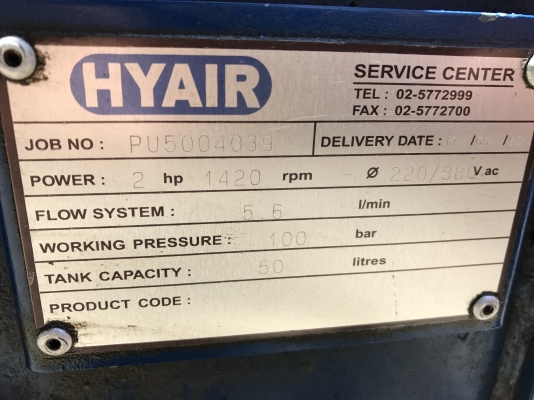 HYAIR
SERVICE CENTER
TEL : 02-5772999
FAX : 02-5772700
JOB NO : PU5004039
DELIVERY DATE : / /
POWER : 2 hp 1420 rpm - Ø 220/380 Vac
FLOW SYSTEM : 5.6 l/min
WORKING PRESSURE : 100 bar
TANK CAPACITY : 50 litres
PRODUCT CODE :